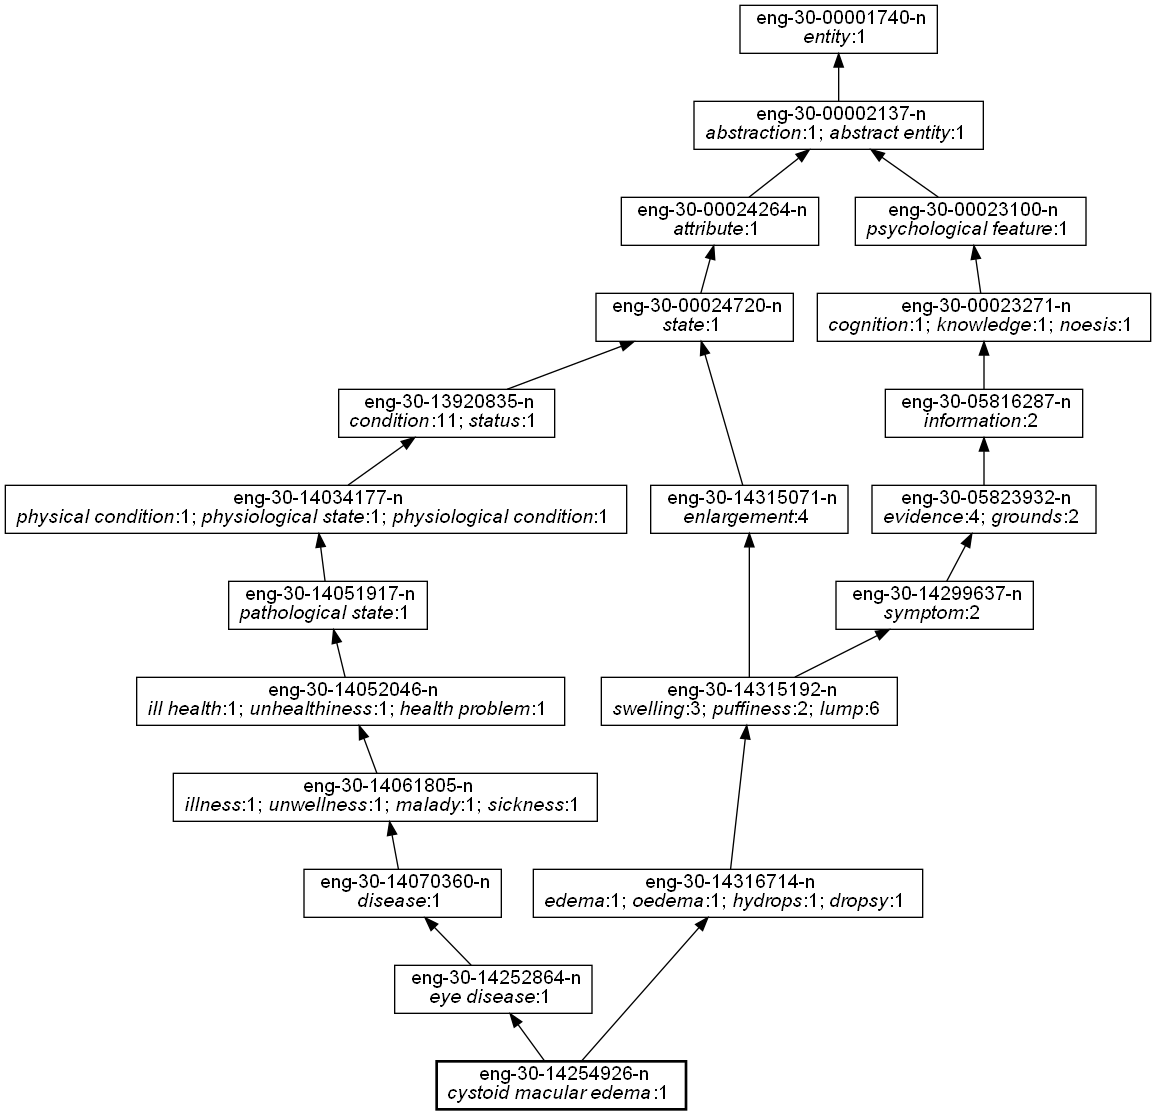 eng-30-00001740-n
entity:1
eng-30-00002137-n
abstraction:1; abstract entity:1
eng-30-00024264-n
attribute:1
eng-30-00023100-n
psychological feature:1
eng-30-00024720-n
state:1
eng-30-00023271-n
cognition:1; knowledge:1; noesis:1
eng-30-13920835-n
condition:11; status:1
eng-30-05816287-n
information:2
eng-30-14034177-n
physical condition:1; physiological state:1; physiological condition:1
eng-30-14315071-n
enlargement:4
eng-30-05823932-n
evidence:4; grounds:2
eng-30-14051917-n
pathological state:1
eng-30-14299637-n
symptom:2
eng-30-14052046-n
ill health:1; unhealthiness:1; health problem:1
eng-30-14315192-n
swelling:3; puffiness:2; lump:6
eng-30-14061805-n
illness:1; unwellness:1; malady:1; sickness:1
eng-30-14070360-n
disease:1
eng-30-14316714-n
edema:1; oedema:1; hydrops:1; dropsy:1
eng-30-14252864-n
eye disease:1
eng-30-14254926-n
cystoid macular edema:1